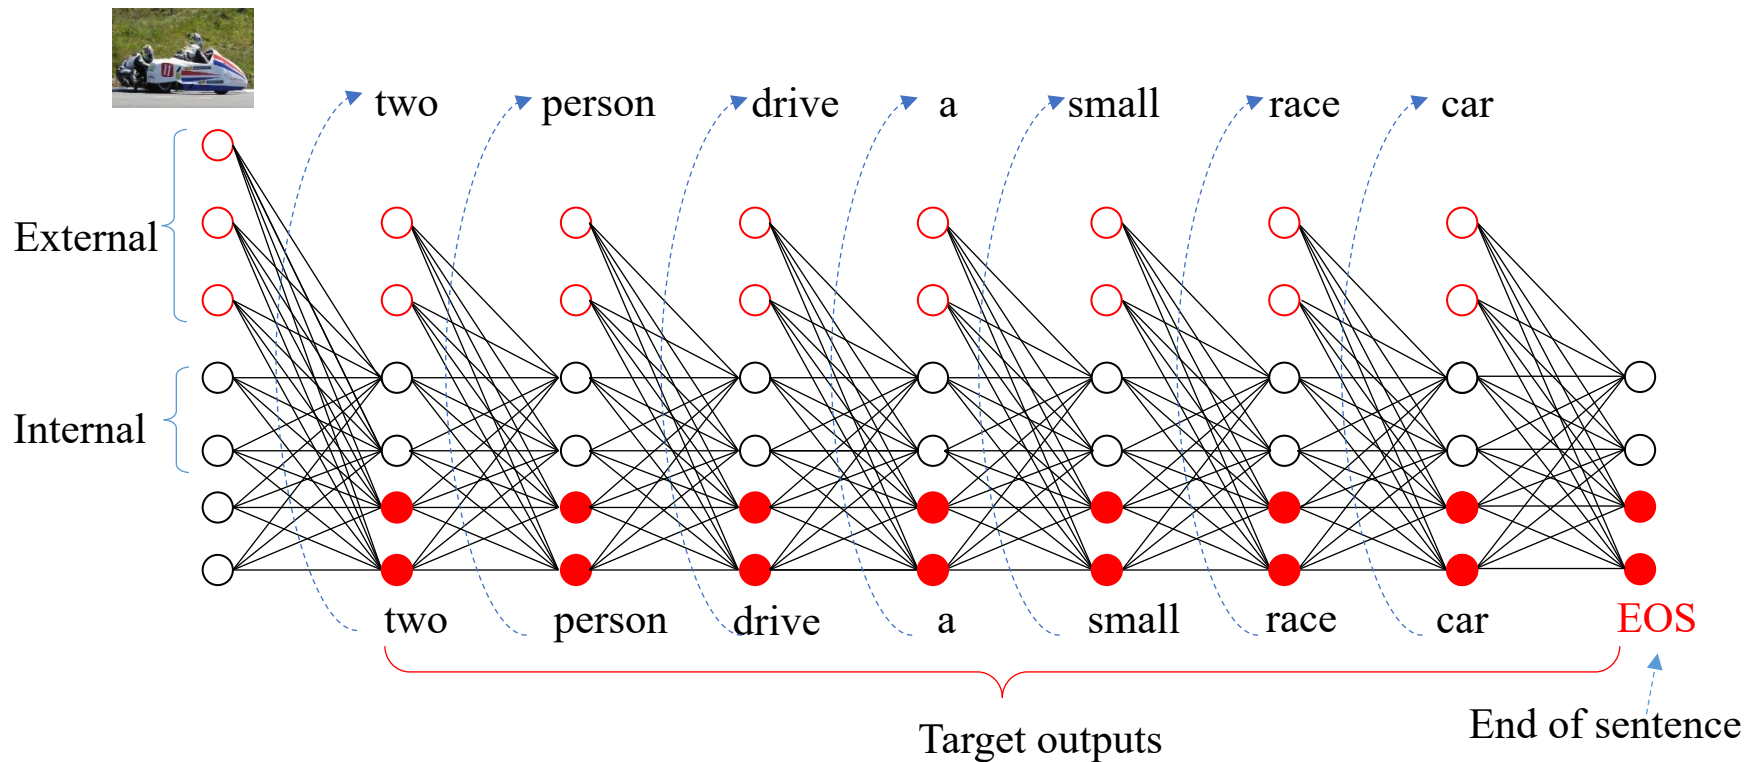 two person drive a small race car
External
Internal
two person drive a small race car EOS
End of sentence
Target outputs